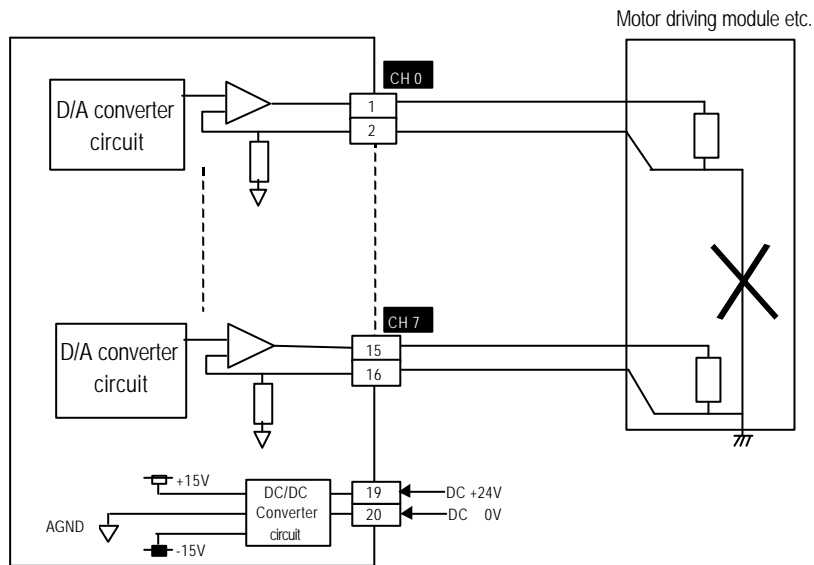 Motor driving module etc.
CH 0
D/A converter
circuit
1
2
CH 7
D/A converter
circuit
15
16
+15V
DC/DC
Converter
circuit
19
DC +24V
20
DC 0V
AGND
-15V